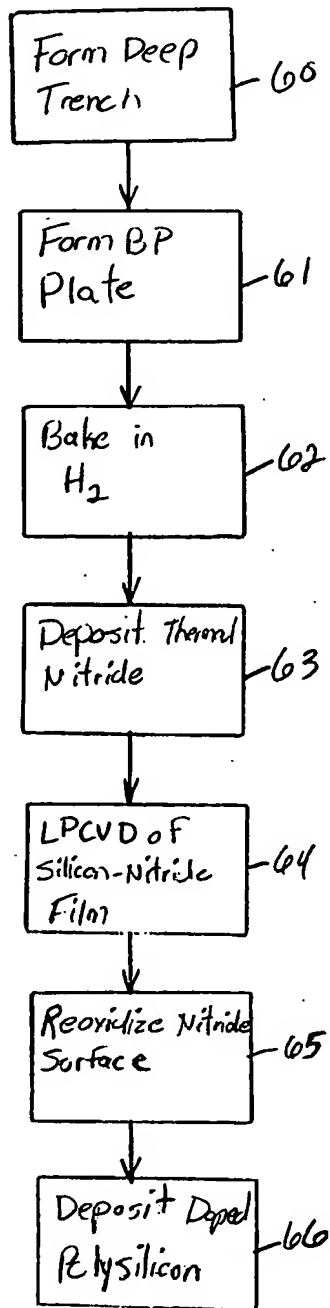 Form Deep
Trench
60
Form BP
Plate
61
Bake in
H2
62
Deposit Thermal
Nitride
63
LPCVD of
Silicon-Nitride
Film
64
Reoxidize Nitride
Surface
65
Deposit Doped
Polysilicon
66